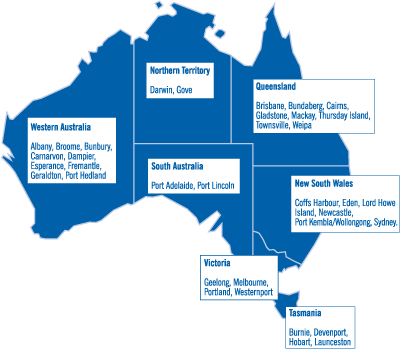 Northern Territory
Darwin, Gove
Queensland
Brisbane, Bundaberg, Cairns,
Gladstone, Mackay, Thursday Island,
Townsville, Weipa
Western Australia
Albany, Broome, Bunbury,
Carnarvon, Dampier,
Esperance, Fremantle,
Geraldton, Port Hedland
South Australia
Port Adelaide, Port Lincoln
New South Wales
Coffs Harbour, Eden, Lord Howe
Island, Newcastle,
Port Kembla/Wollongong, Sydney.
Victoria
Geelong, Melbourne,
Portland, Westernport
Tasmania
Burnie, Devenport,
Hobart, Launceston